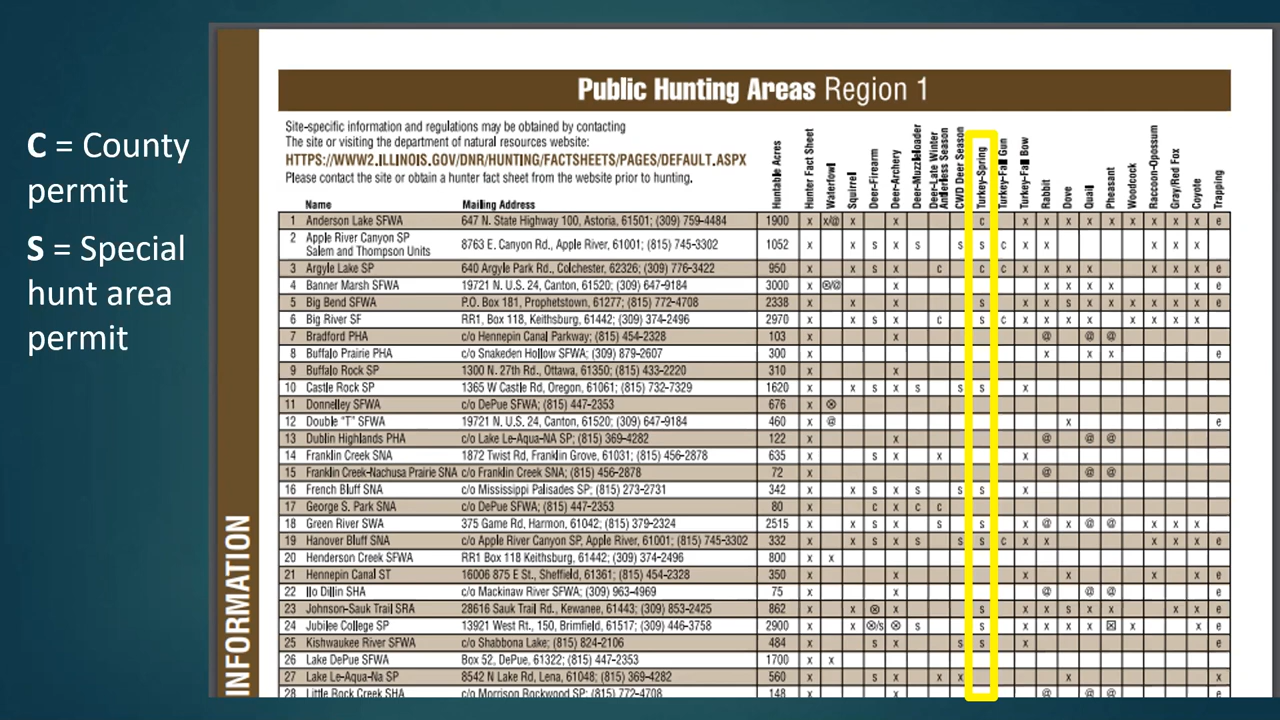 C = County
permit
S = Special
hunt area
permit
INFORMATION
Public Hunting Areas Region 1
Site-specific information and regulations may be obtained by contacting
The site or visiting the department of natural resources website:
HTTPS://WWW2.ILLINOIS.GOV/DNR/HUNTING/FACTSHEETS/PAGES/DEFAULT.ASPX
Please contact the site or obtain a hunter fact sheet from the website prior to hunting.
Name Mailing Address Huntable Acres Hunter Fact Sheet Waterfowl Squirrel Deer-Firearm Deer-Archery Deer-Muzzleloader Deer-Late Winter Antlerless Season CWD Deer Season Turkey-Spring Turkey-Fall Gun Turkey-Fall Bow Rabbit Dove Quail Pheasant Woodcock Raccoon-Opossum Gray/Red Fox Coyote Trapping
1 Anderson Lake SFWA 647 N. State Highway 100, Astoria, 61501; (309) 759-4484 1900 x x/@ x x c x x x x x x x x x e
2 Apple River Canyon SP
Salem and Thompson Units 8763 E. Canyon Rd., Apple River, 61001; (815) 745-3302 1052 x x s x s s s c x x x x x e
3 Argyle Lake SP 640 Argyle Park Rd., Colchester, 62326; (309) 776-3422 950 x x s x c c c x x x x x x x e
4 Banner Marsh SFWA 19721 N. U.S. 24, Canton, 61520; (309) 647-9184 3000 x ⊗/@ x x x x x x e
5 Big Bend SFWA P.O. Box 181, Prophetstown, 61277; (815) 772-4708 2338 x x x s x x s x x x x x x e
6 Big River SF RR1, Box 118, Keithsburg, 61442; (309) 374-2496 2970 x x s x c s c x x x x x x x
7 Bradford PHA c/o Hennepin Canal Parkway; (815) 454-2328 103 x x @ @ @
8 Buffalo Prairie PHA c/o Snakeden Hollow SFWA; (309) 879-2607 300 x x x x e
9 Buffalo Rock SP 1300 N. 27th Rd., Ottawa, 61350; (815) 433-2220 310 x x
10 Castle Rock SP 1365 W Castle Rd, Oregon, 61061; (815) 732-7329 1620 x x s x s s s x
11 Donnelley SFWA c/o DePue SFWA; (815) 447-2353 676 x ⊗
12 Double "T" SFWA 19721 N. U.S. 24, Canton, 61520; (309) 647-9184 460 x @ x e
13 Dublin Highlands PHA c/o Lake Le-Aqua-NA SP; (815) 369-4282 122 x x @ @ @
14 Franklin Creek SNA 1872 Twist Rd, Franklin Grove, 61031; (815) 456-2878 635 x s x x x
15 Franklin Creek-Nachusa Prairie SNA c/o Franklin Creek SNA; (815) 456-2878 72 x @ @ @
16 French Bluff SNA c/o Mississippi Palisades SP; (815) 273-2731 342 x x s x s s s x
17 George S. Park SNA c/o DePue SFWA; (815) 447-2353 80 x c x c c
18 Green River SWA 375 Game Rd, Harmon, 61042; (815) 379-2324 2515 x x s x s s x @ x @ @ x x x e
19 Hanover Bluff SNA c/o Apple River Canyon SP, Apple River, 61001; (815) 745-3302 332 x x s x s s s c x x x x x e
20 Henderson Creek SFWA RR1 Box 118 Keithsburg, 61442; (309) 374-2496 800 x x
21 Hennepin Canal ST 16006 875 E St., Sheffield, 61361; (815) 454-2328 350 x x x x x x e
22 Ilo Dillin SHA c/o Mackinaw River SFWA; (309) 963-4969 75 x x @ @ @ e
23 Johnson-Sauk Trail SRA 28616 Sauk Trail Rd., Kewanee, 61443; (309) 853-2425 862 x x ⊗ x s x x s x x x x e
24 Jubilee College SP 13921 West Rt., 150, Brimfield, 61517; (309) 446-3758 2900 x x ⊗/s ⊗ s s x x x x ☒ x x e
25 Kishwaukee River SFWA c/o Shabbona Lake; (815) 824-2106 484 x s x s s x e
26 Lake DePue SFWA Box 52, DePue, 61322; (815) 447-2353 1700 x x
27 Lake Le-Aqua-Na SP 8542 N Lake Rd, Lena, 61048; (815) 369-4282 560 x s x x x x x
28 Little Rock Creek SHA c/o Morrison Rockwood SP; (815) 772-4708 148 x x @ @ @ e